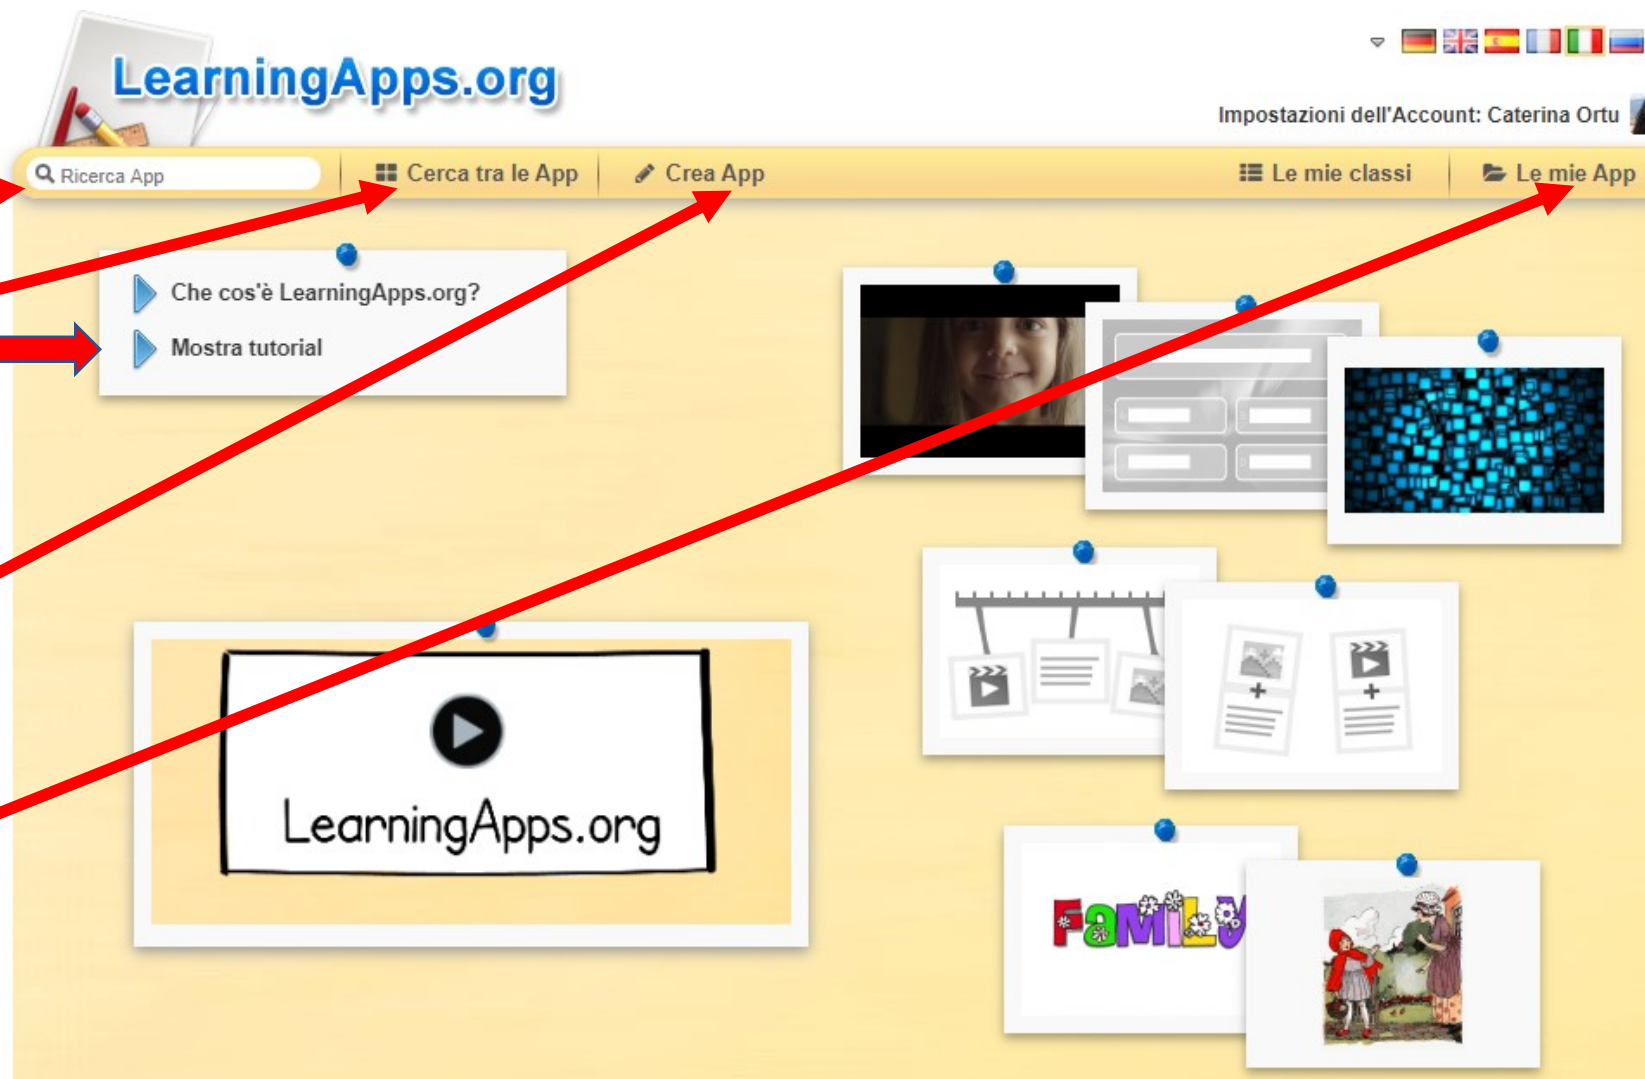 LearningApps.org
Impostazioni dell'Account: Caterina Ortu
Ricerca App
Cerca tra le App
Crea App
Le mie classi
Le mie App
Che cos'è LearningApps.org?
Mostra tutorial
LearningApps.org
FAMILY